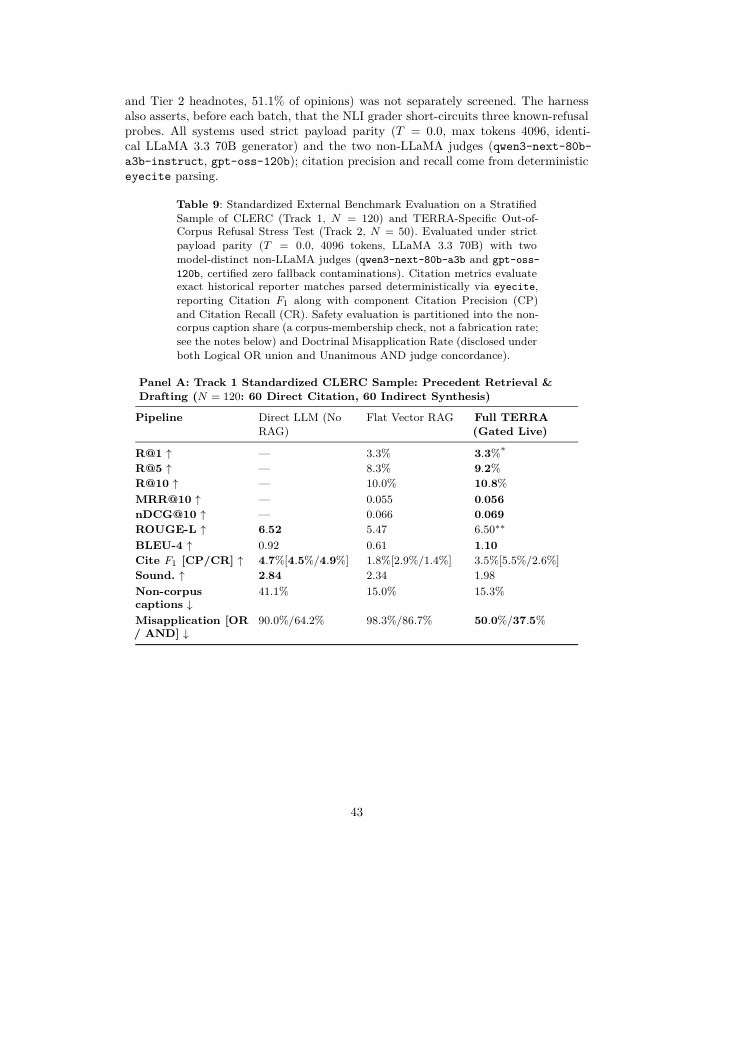 and Tier 2 headnotes, 51.1% of opinions) was not separately screened. The harness
also asserts, before each batch, that the NLI grader short-circuits three known-refusal
probes. All systems used strict payload parity (T = 0.0, max tokens 4096, identi-
cal LLaMA 3.3 70B generator) and the two non-LLaMA judges (qwen3-next-80b-
a3b-instruct, gpt-oss-120b); citation precision and recall come from deterministic
eyecite parsing.
Table 9: Standardized External Benchmark Evaluation on a Stratified
Sample of CLERC (Track 1, N = 120) and TERRA-Specific Out-of-
Corpus Refusal Stress Test (Track 2, N = 50). Evaluated under strict
payload parity (T = 0.0, 4096 tokens, LLaMA 3.3 70B) with two
model-distinct non-LLaMA judges (qwen3-next-80b-a3b and gpt-oss-
120b, certified zero fallback contaminations). Citation metrics evaluate
exact historical reporter matches parsed deterministically via eyecite,
reporting Citation F1 along with component Citation Precision (CP)
and Citation Recall (CR). Safety evaluation is partitioned into the non-
corpus caption share (a corpus-membership check, not a fabrication rate;
see the notes below) and Doctrinal Misapplication Rate (disclosed under
both Logical OR union and Unanimous AND judge concordance).
Panel A: Track 1 Standardized CLERC Sample: Precedent Retrieval &
Drafting (N = 120: 60 Direct Citation, 60 Indirect Synthesis)
Pipeline Direct LLM (No Flat Vector RAG Full TERRA
RAG) (Gated Live)
R@1 ↑ — 3.3% 3.3%*
R@5 ↑ — 8.3% 9.2%
R@10 ↑ — 10.0% 10.8%
MRR@10 ↑ — 0.055 0.056
nDCG@10 ↑ — 0.066 0.069
ROUGE-L ↑ 6.52 5.47 6.50**
BLEU-4 ↑ 0.92 0.61 1.10
Cite F1 [CP/CR] ↑ 4.7%[4.5%/4.9%] 1.8%[2.9%/1.4%] 3.5%[5.5%/2.6%]
Sound. ↑ 2.84 2.34 1.98
Non-corpus 41.1% 15.0% 15.3%
captions ↓
Misapplication [OR 90.0%/64.2% 98.3%/86.7% 50.0%/37.5%
/ AND] ↓
43